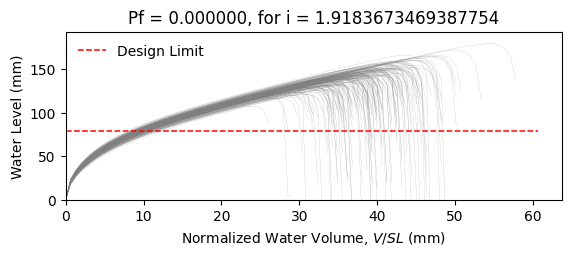 Pf = 0.000000, for i = 1.9183673469387754
Design Limit
Water Level (mm)
150
100
50
0
0 10 20 30 40 50 60
Normalized Water Volume, V/SL (mm)